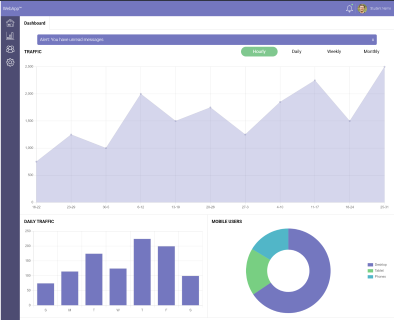 WebApp™
Dashboard
Alert: You have unread messages
x
TRAFFIC
Hourly Daily Weekly Monthly
2,500
2,000
1,500
1,000
500
0
16-22 23-29 30-5 6-12 13-19 20-26 27-3 4-10 11-17 18-24 25-31
DAILY TRAFFIC
250
200
150
100
50
0
S M T W T F S
MOBILE USERS
Desktop
Tablet
Phones